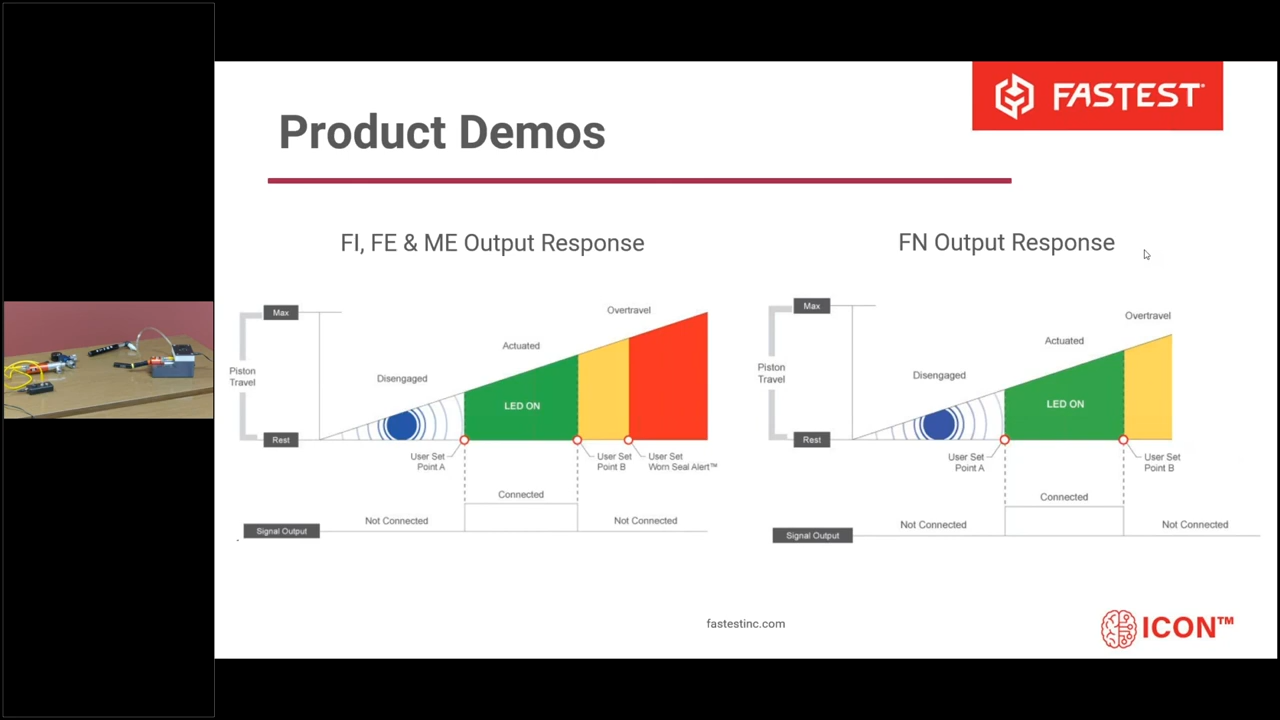 FASTEST
Product Demos
FI, FE & ME Output Response
Max
Piston
Travel
Rest
Disengaged
Actuated
Overtravel
LED ON
User Set
Point A
User Set
Point B
User Set
Worn Seal Alert™
Connected
Not Connected
Not Connected
Signal Output
FN Output Response
Max
Piston
Travel
Rest
Disengaged
Actuated
Overtravel
LED ON
User Set
Point A
User Set
Point B
Connected
Not Connected
Not Connected
Signal Output
fastestinc.com
ICON™